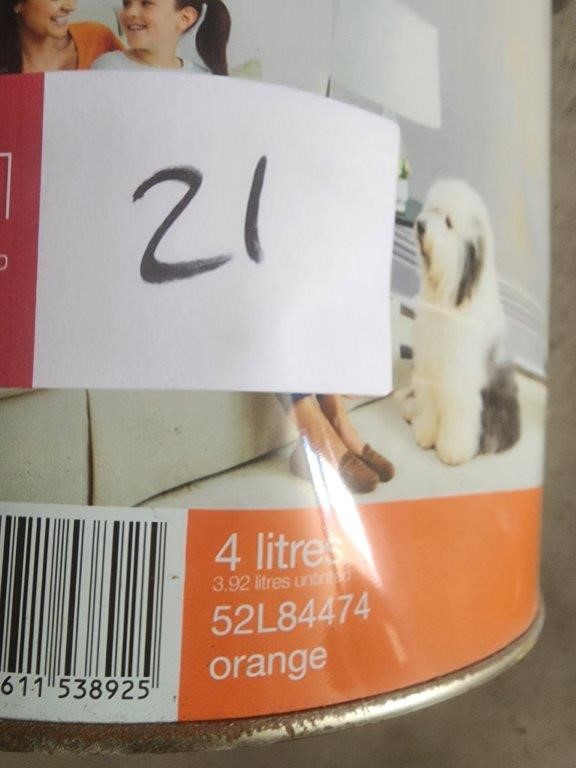 21
4 litres
3.92 litres untinted
52L84474
orange
611 538925